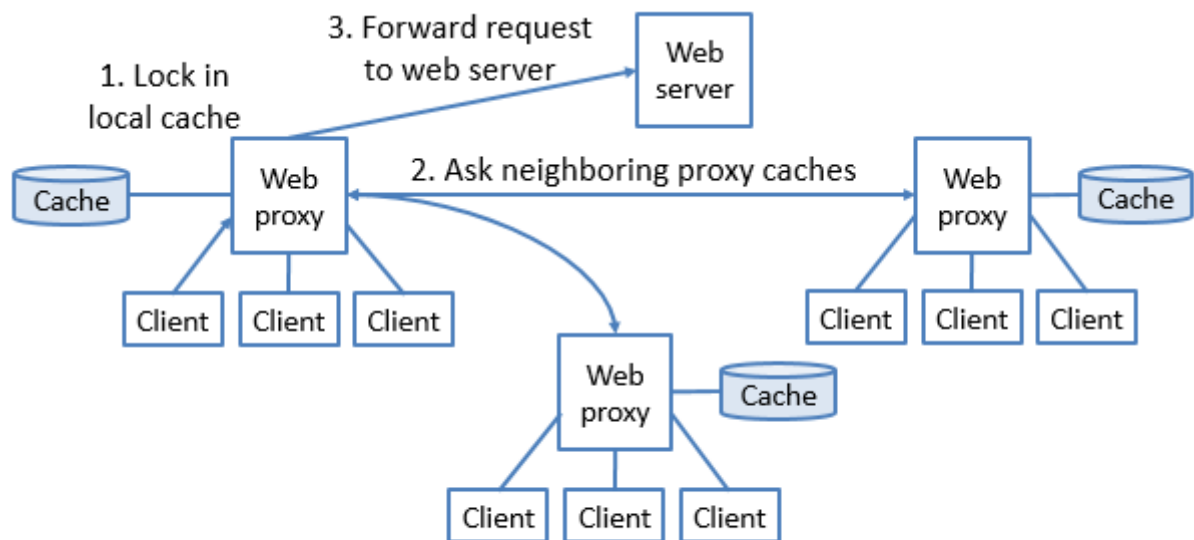 3. Forward request
to web server
Web
server
1. Lock in
local cache
Cache
Web
proxy
2. Ask neighboring proxy caches
Web
proxy
Cache
Client
Client
Client
Client
Client
Client
Web
proxy
Cache
Client
Client
Client